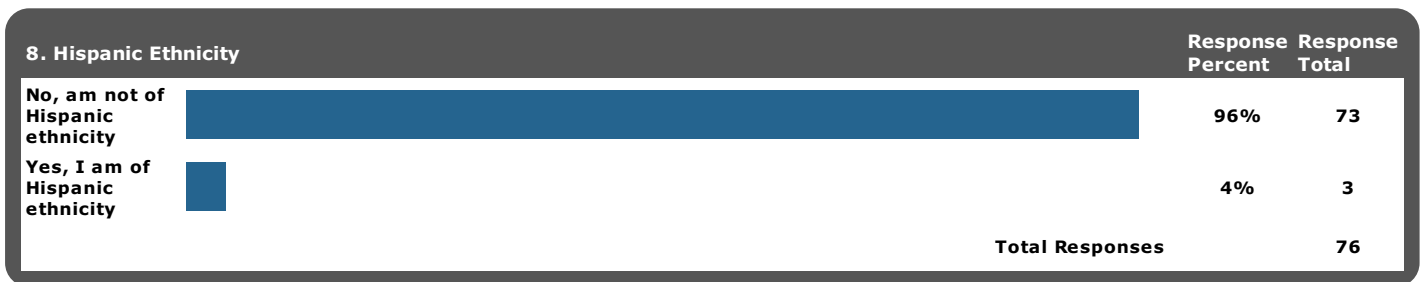 8. Hispanic Ethnicity
Response Response
Percent Total
No, am not of
Hispanic
ethnicity
96% 73
Yes, I am of
Hispanic
ethnicity
4% 3
Total Responses 76